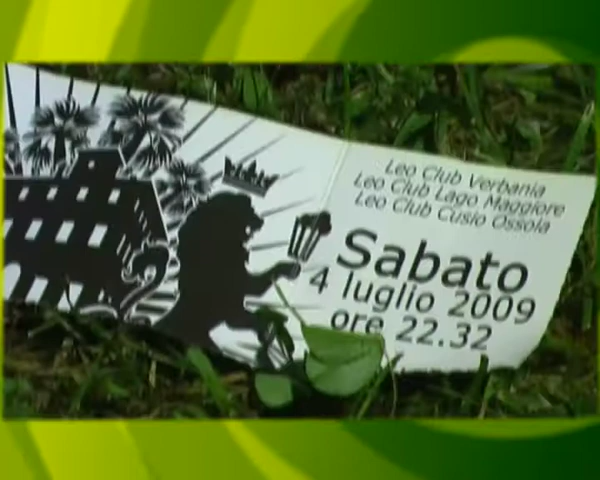 Leo Club Verbania
Leo Club Lago Maggiore
Leo Club Cusio Ossola
Sabato
4 luglio 2009
ore 22.32